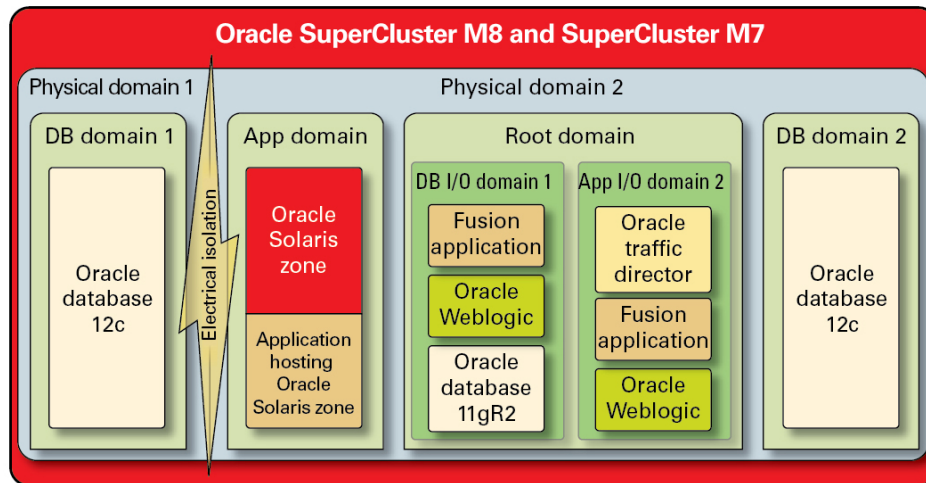 Oracle SuperCluster M8 and SuperCluster M7
Physical domain 1
Physical domain 2
DB domain 1
Oracle
database
12c
Electrical isolation
App domain
Oracle
Solaris
zone
Application
hosting
Oracle
Solaris zone
Root domain
DB I/O domain 1
Fusion
application
Oracle
Weblogic
Oracle
database
11gR2
App I/O domain 2
Oracle
traffic
director
Fusion
application
Oracle
Weblogic
DB domain 2
Oracle
database
12c